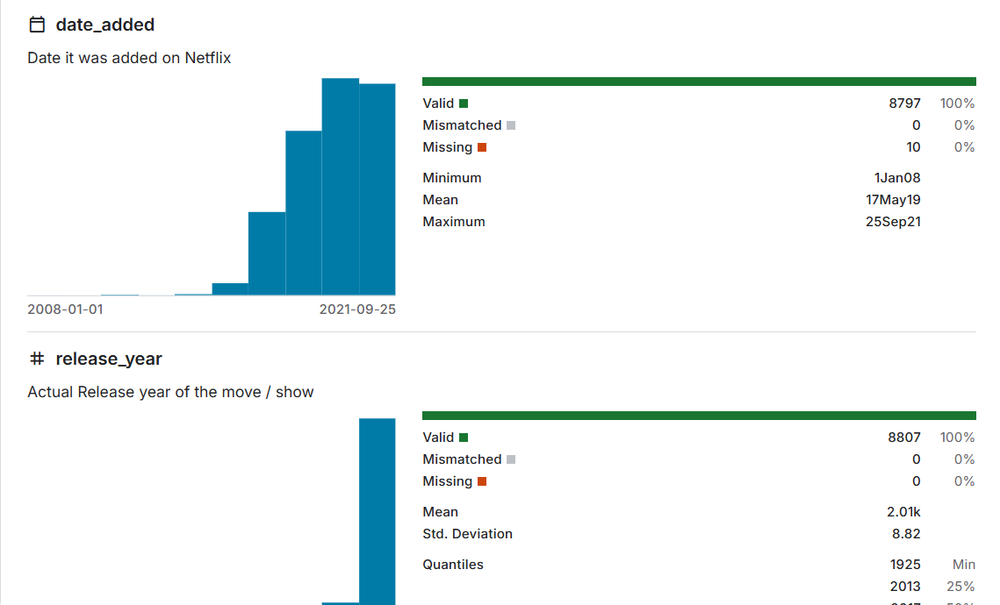 date_added
Date it was added on Netflix
Valid 8797 100%
Mismatched 0 0%
Missing 10 0%
Minimum 1Jan08
Mean 17May19
Maximum 25Sep21
2008-01-01 2021-09-25
# release_year
Actual Release year of the move / show
Valid 8807 100%
Mismatched 0 0%
Missing 0 0%
Mean 2.01k
Std. Deviation 8.82
Quantiles 1925 Min
2013 25%